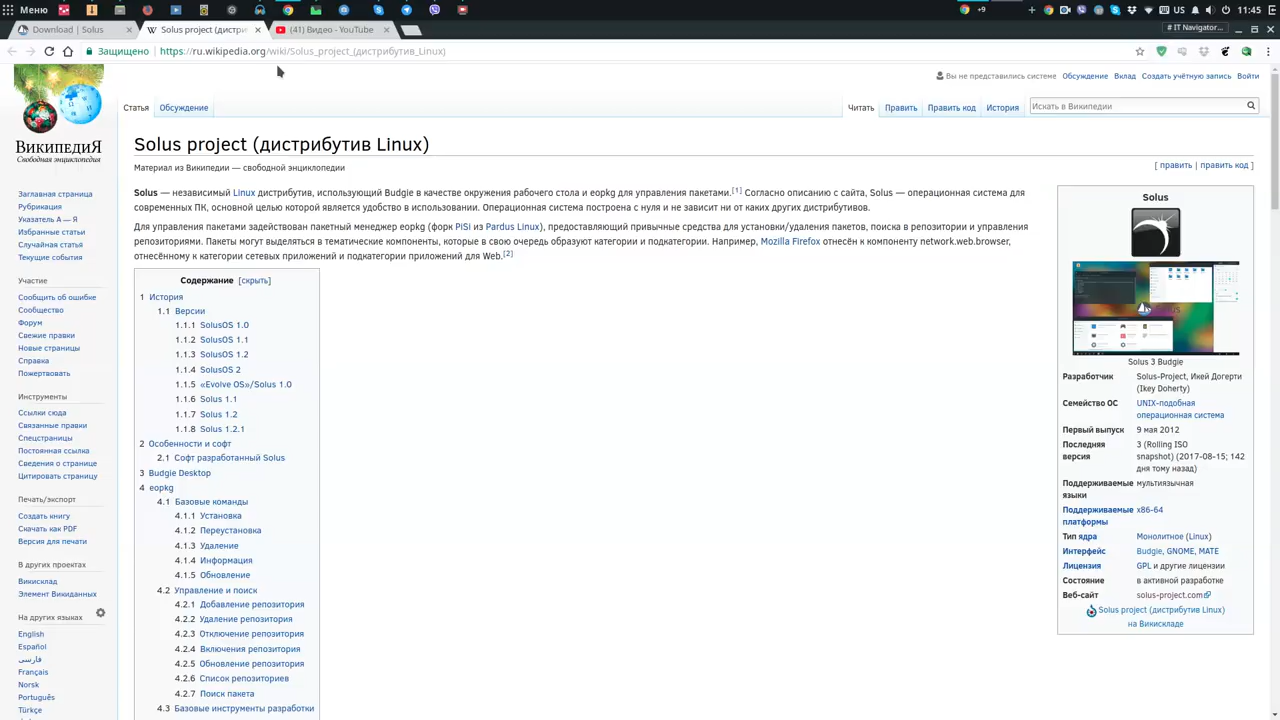 Меню
+9
11:45
# IT Navigator...
Download | Solus
Solus project (дистри
(41) Видео - YouTube
Защищено
https://ru.wikipedia.org/wiki/Solus_project_(дистрибутив_Linux)
Вы не представились системе
Обсуждение
Вклад
Создать учётную запись
Войти
Статья
Обсуждение
Читать
Править
Править код
История
Искать в Википедии
ВИКИПЕДИЯ
Свободная энциклопедия
Заглавная страница
Рубрикация
Указатель А — Я
Избранные статьи
Случайная статья
Текущие события
Участие
Сообщить об ошибке
Сообщество
Форум
Свежие правки
Новые страницы
Справка
Пожертвовать
Инструменты
Ссылки сюда
Связанные правки
Спецстраницы
Постоянная ссылка
Сведения о странице
Цитировать страницу
Печать/экспорт
Создать книгу
Скачать как PDF
Версия для печати
В других проектах
Викисклад
Элемент Викиданных
На других языках
English
Español
فارسی
Français
Norsk
Português
Türkçe
Solus project (дистрибутив Linux)
Материал из Википедии — свободной энциклопедии
[ править | править код ]
Solus — независимый Linux дистрибутив, использующий Budgie в качестве окружения рабочего стола и eopkg для управления пакетами.[1] Согласно описанию с сайта, Solus — операционная система для
современных ПК, основной целью которой является удобство в использовании. Операционная система построена с нуля и не зависит ни от каких других дистрибутивов.
Для управления пакетами задействован пакетный менеджер eopkg (форк PiSi из Pardus Linux), предоставляющий привычные средства для установки/удаления пакетов, поиска в репозитории и управления
репозиториями. Пакеты могут выделяться в тематические компоненты, которые в свою очередь образуют категории и подкатегории. Например, Mozilla Firefox отнесён к компоненту network.web.browser,
отнесённому к категории сетевых приложений и подкатегории приложений для Web.[2]
Содержание [скрыть]
1 История
1.1 Версии
1.1.1 SolusOS 1.0
1.1.2 SolusOS 1.1
1.1.3 SolusOS 1.2
1.1.4 SolusOS 2
1.1.5 «Evolve OS»/Solus 1.0
1.1.6 Solus 1.1
1.1.7 Solus 1.2
1.1.8 Solus 1.2.1
2 Особенности и софт
2.1 Софт разработанный Solus
3 Budgie Desktop
4 eopkg
4.1 Базовые команды
4.1.1 Установка
4.1.2 Переустановка
4.1.3 Удаление
4.1.4 Информация
4.1.5 Обновление
4.2 Управления и поиск
4.2.1 Добавление репозитория
4.2.2 Удаление репозитория
4.2.3 Отключение репозитория
4.2.4 Включения репозитория
4.2.5 Обновление репозитория
4.2.6 Список репозиториев
4.2.7 Поиск пакета
4.3 Базовые инструменты разработки
Solus
Solus 3 Budgie
Разработчик Solus-Project, Икей Догерти
(Ikey Doherty)
Семейство ОС UNIX-подобная
операционная система
Первый выпуск 9 мая 2012
Последняя 3 (Rolling ISO
версия snapshot) (2017-08-15; 142
дня тому назад)
Поддерживаемые мультиязычная
языки
Поддерживаемые x86-64
платформы
Тип ядра Монолитное (Linux)
Интерфейс Budgie, GNOME, MATE
Лицензия GPL и другие лицензии
Состояние в активной разработке
Веб-сайт solus-project.com
Solus project (дистрибутив Linux)
на Викискладе